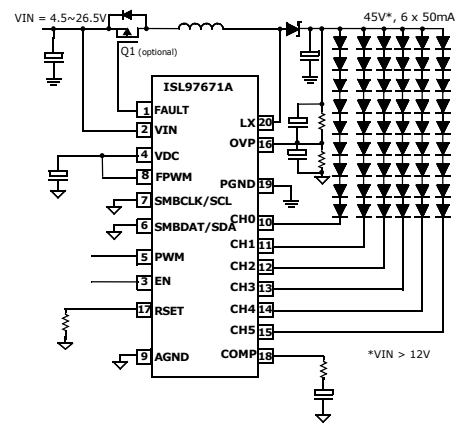 VIN = 4.5~26.5V
45V*, 6 x 50mA
Q1 (optional)
ISL97671A
1 FAULT
2 VIN
4 VDC
8 FPWM
7 SMBCLK/SCL
6 SMBDAT/SDA
5 PWM
3 EN
17 RSET
9 AGND
LX 20
OVP 16
PGND 19
CH0 10
CH1 11
CH2 12
CH3 13
CH4 14
CH5 15
COMP 18
*VIN > 12V